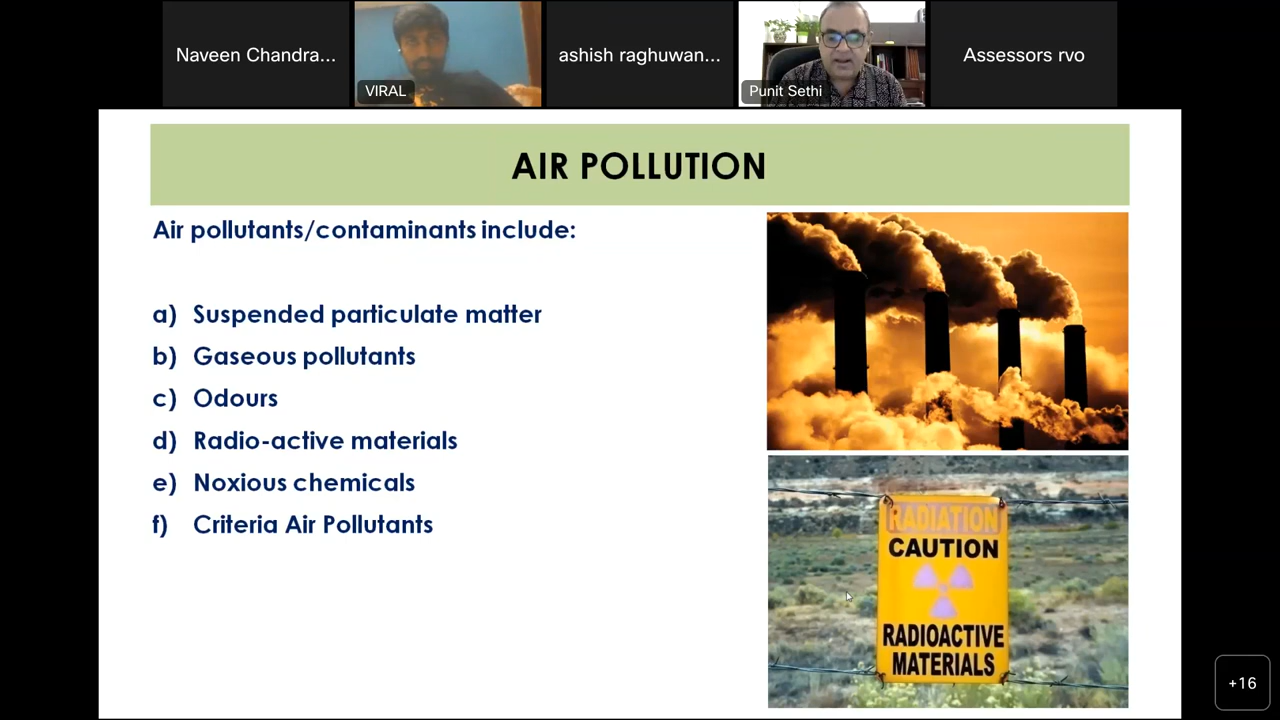 Naveen Chandra...
VIRAL
ashish raghuwan...
Punit Sethi
Assessors rvo
AIR POLLUTION
Air pollutants/contaminants include:
a) Suspended particulate matter
b) Gaseous pollutants
c) Odours
d) Radio-active materials
e) Noxious chemicals
f) Criteria Air Pollutants
RADIATION
CAUTION
RADIOACTIVE
MATERIALS
+16